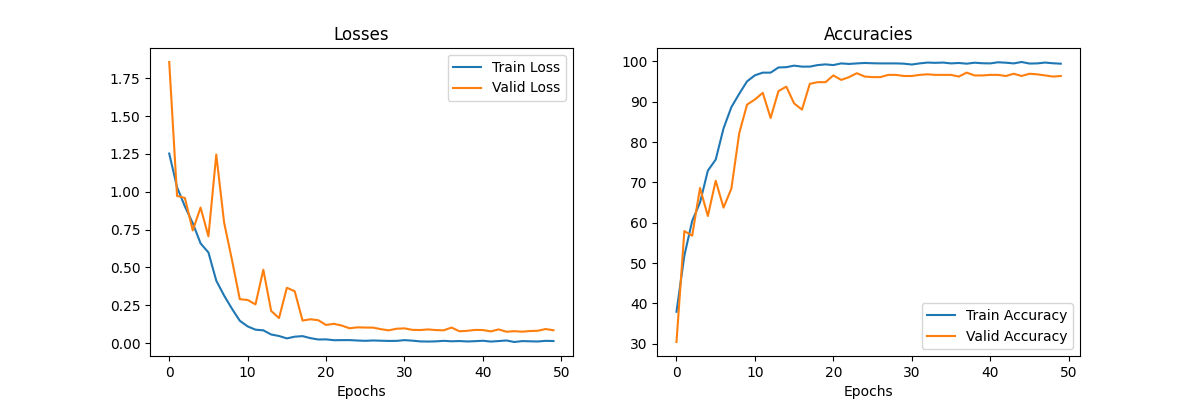 Losses
1.75
1.50
1.25
1.00
0.75
0.50
0.25
0.00
Train Loss
Valid Loss
0 10 20 30 40 50
Epochs
Accuracies
100
90
80
70
60
50
40
30
Train Accuracy
Valid Accuracy
0 10 20 30 40 50
Epochs